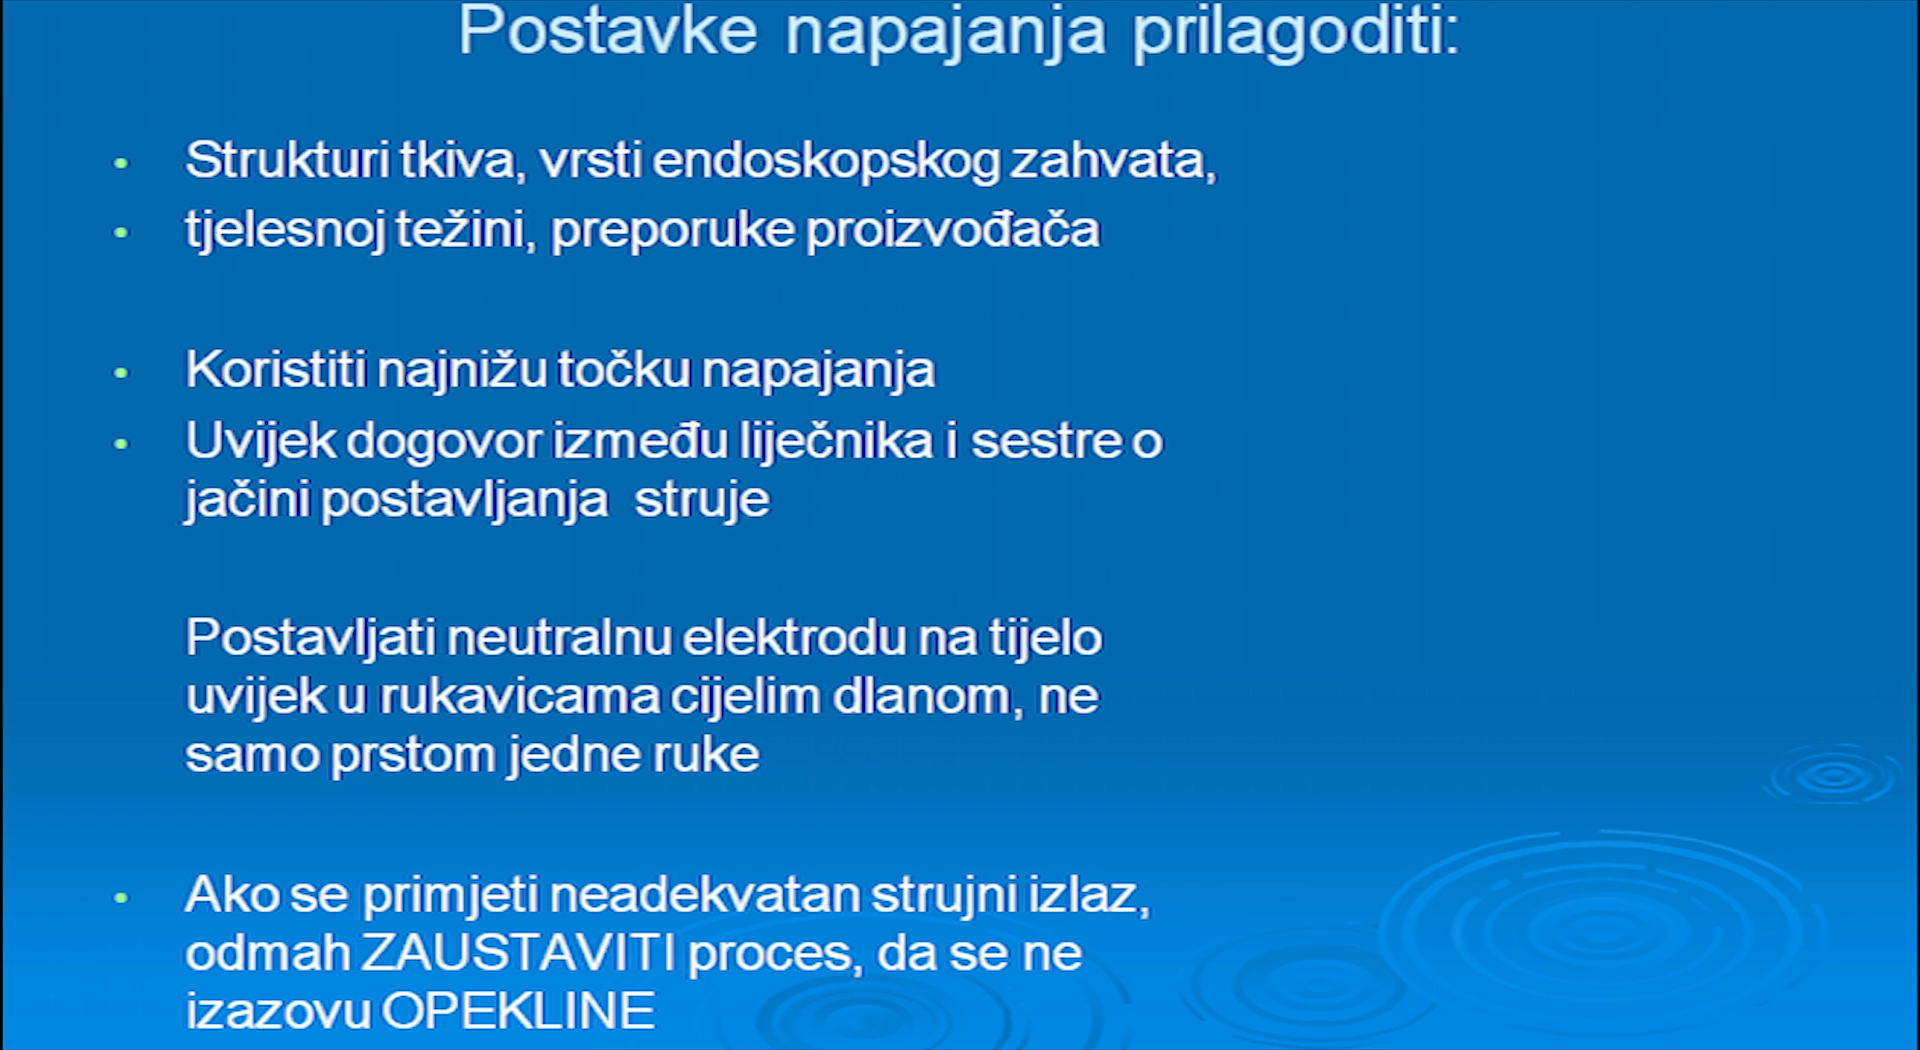 Postavke napajanja prilagoditi:
• Strukturi tkiva, vrsti endoskopskog zahvata,
• tjelesnoj težini, preporuke proizvođača
• Koristiti najnižu točku napajanja
• Uvijek dogovor između liječnika i sestre o
jačini postavljanja struje
Postavljati neutralnu elektrodu na tijelo
uvijek u rukavicama cijelim dlanom, ne
samo prstom jedne ruke
• Ako se primjeti neadekvatan strujni izlaz,
odmah ZAUSTAVITI proces, da se ne
izazovu OPEKLINE